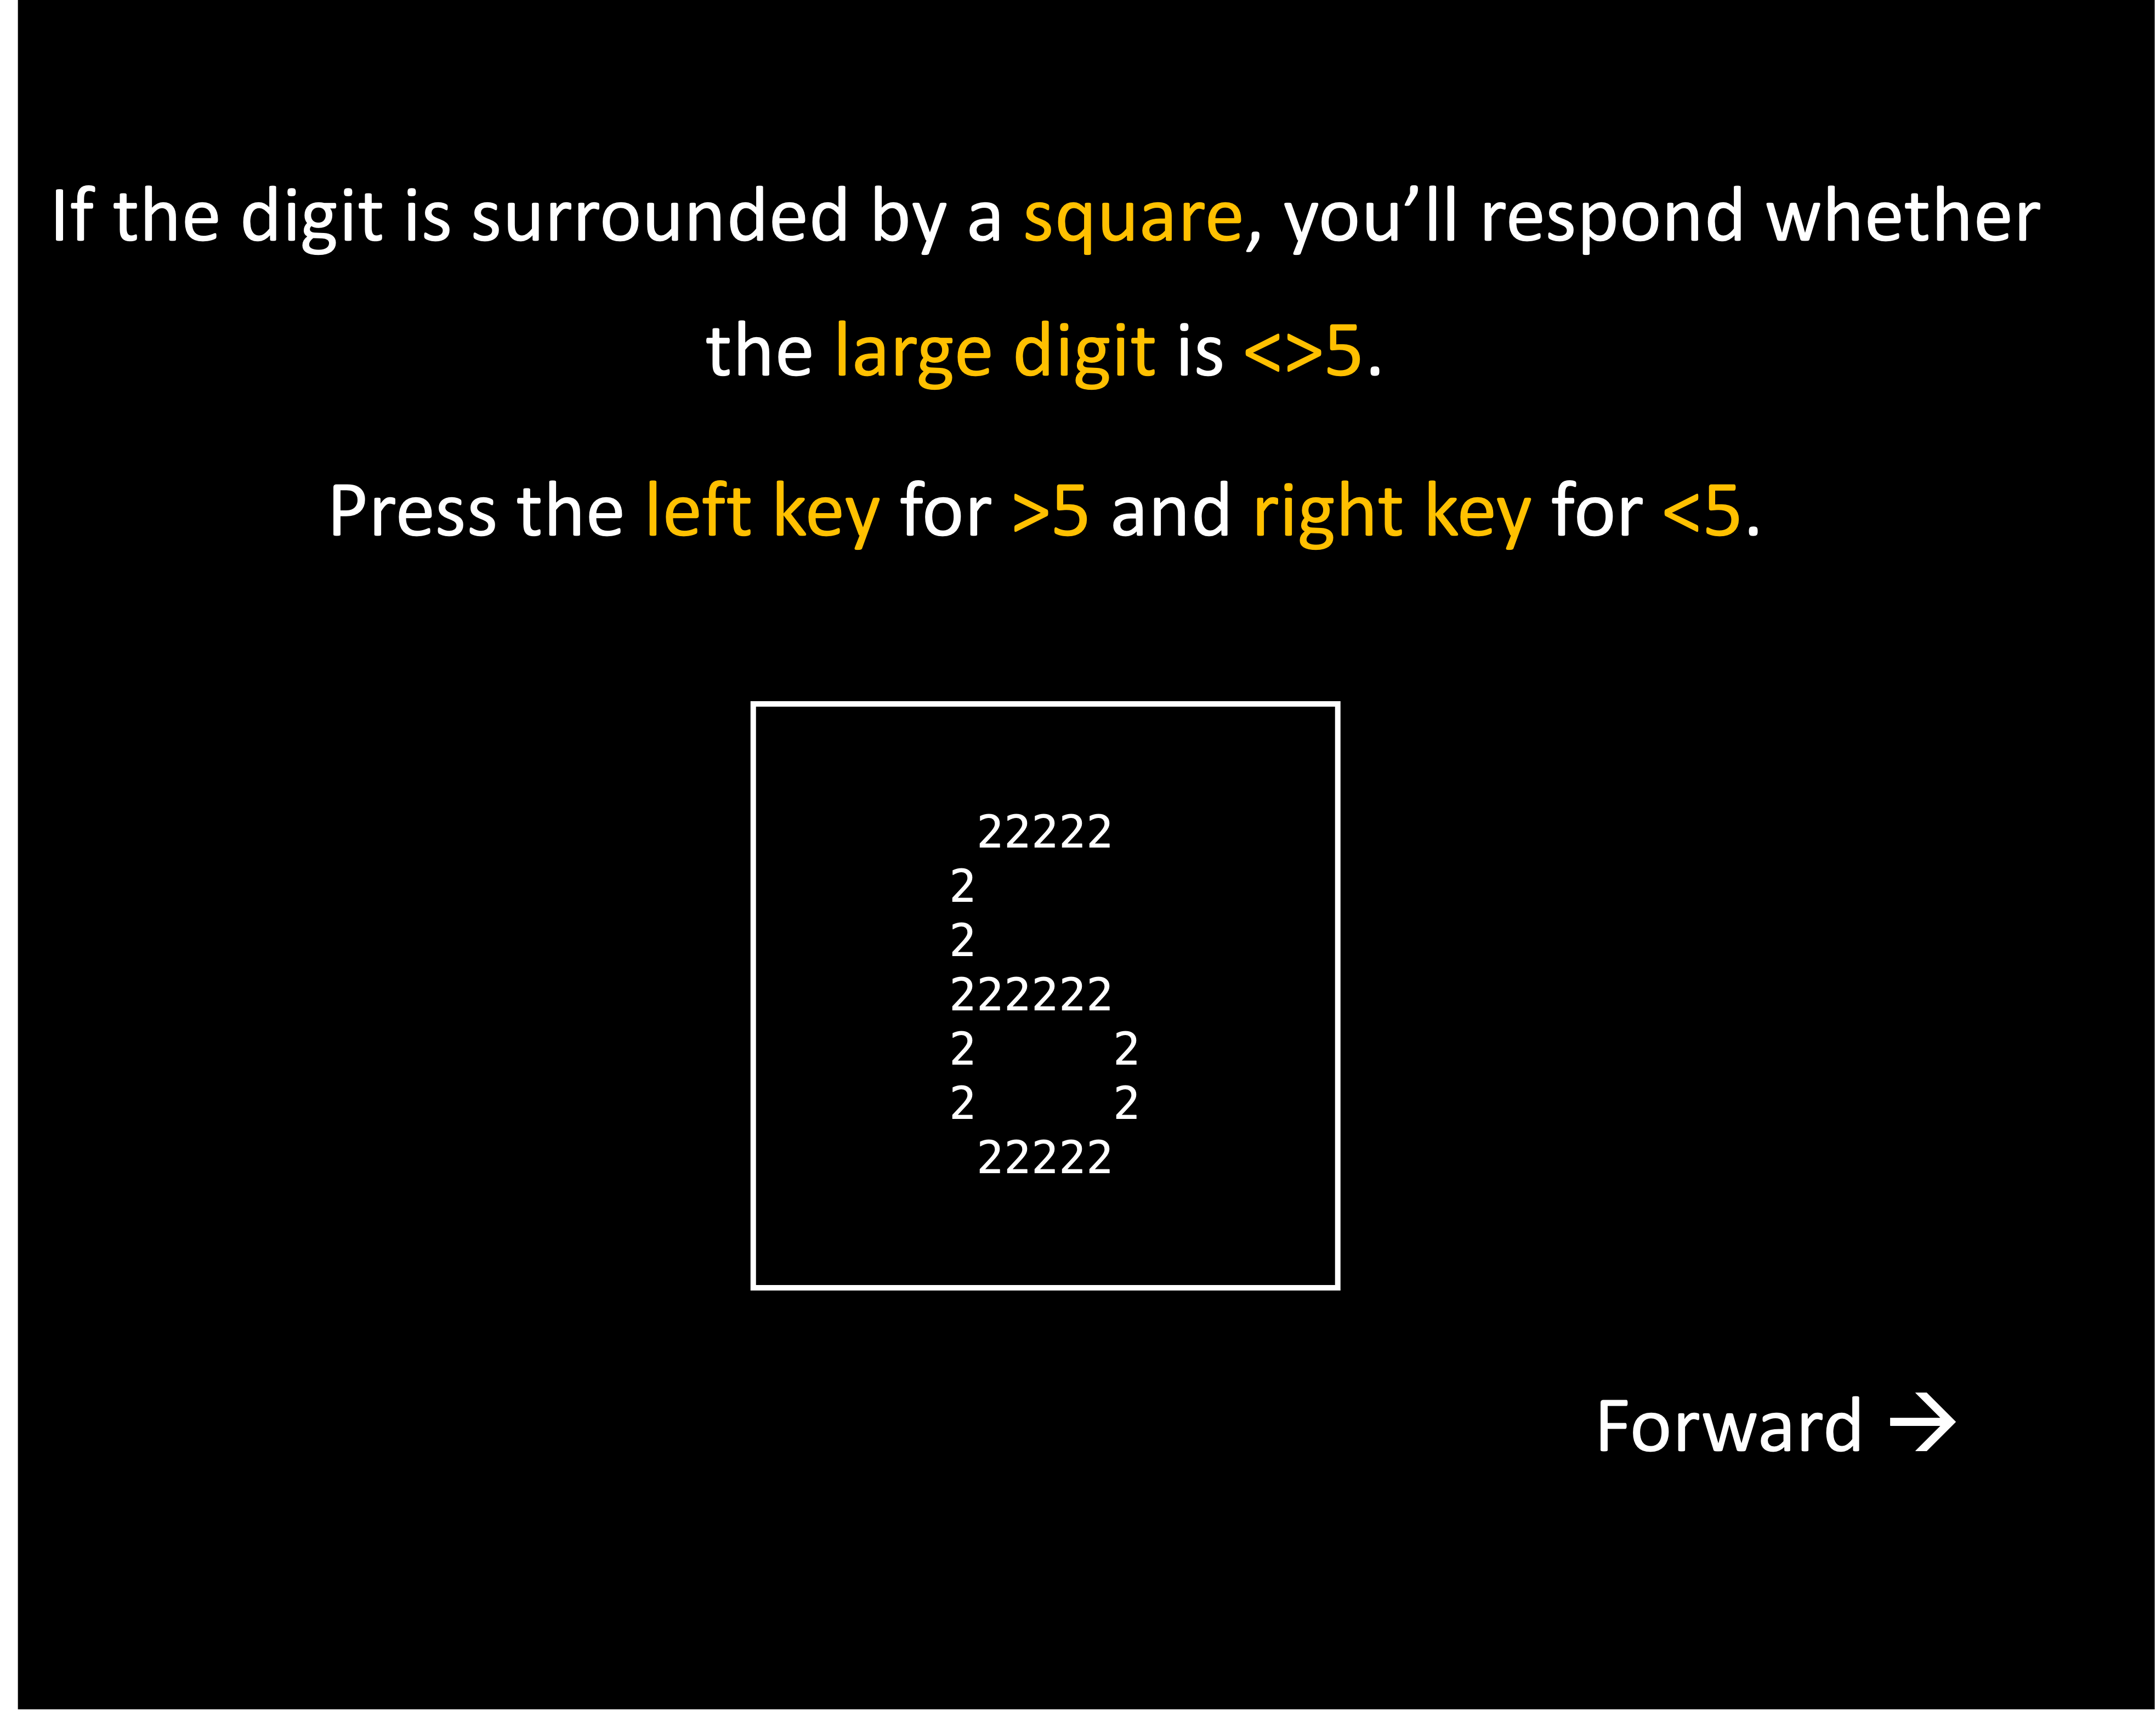 If the digit is surrounded by a square, you’ll respond whether
the large digit is <>5.
Press the left key for >5 and right key for <5.
22222
2
2
222222
2 2
2 2
22222
Forward →